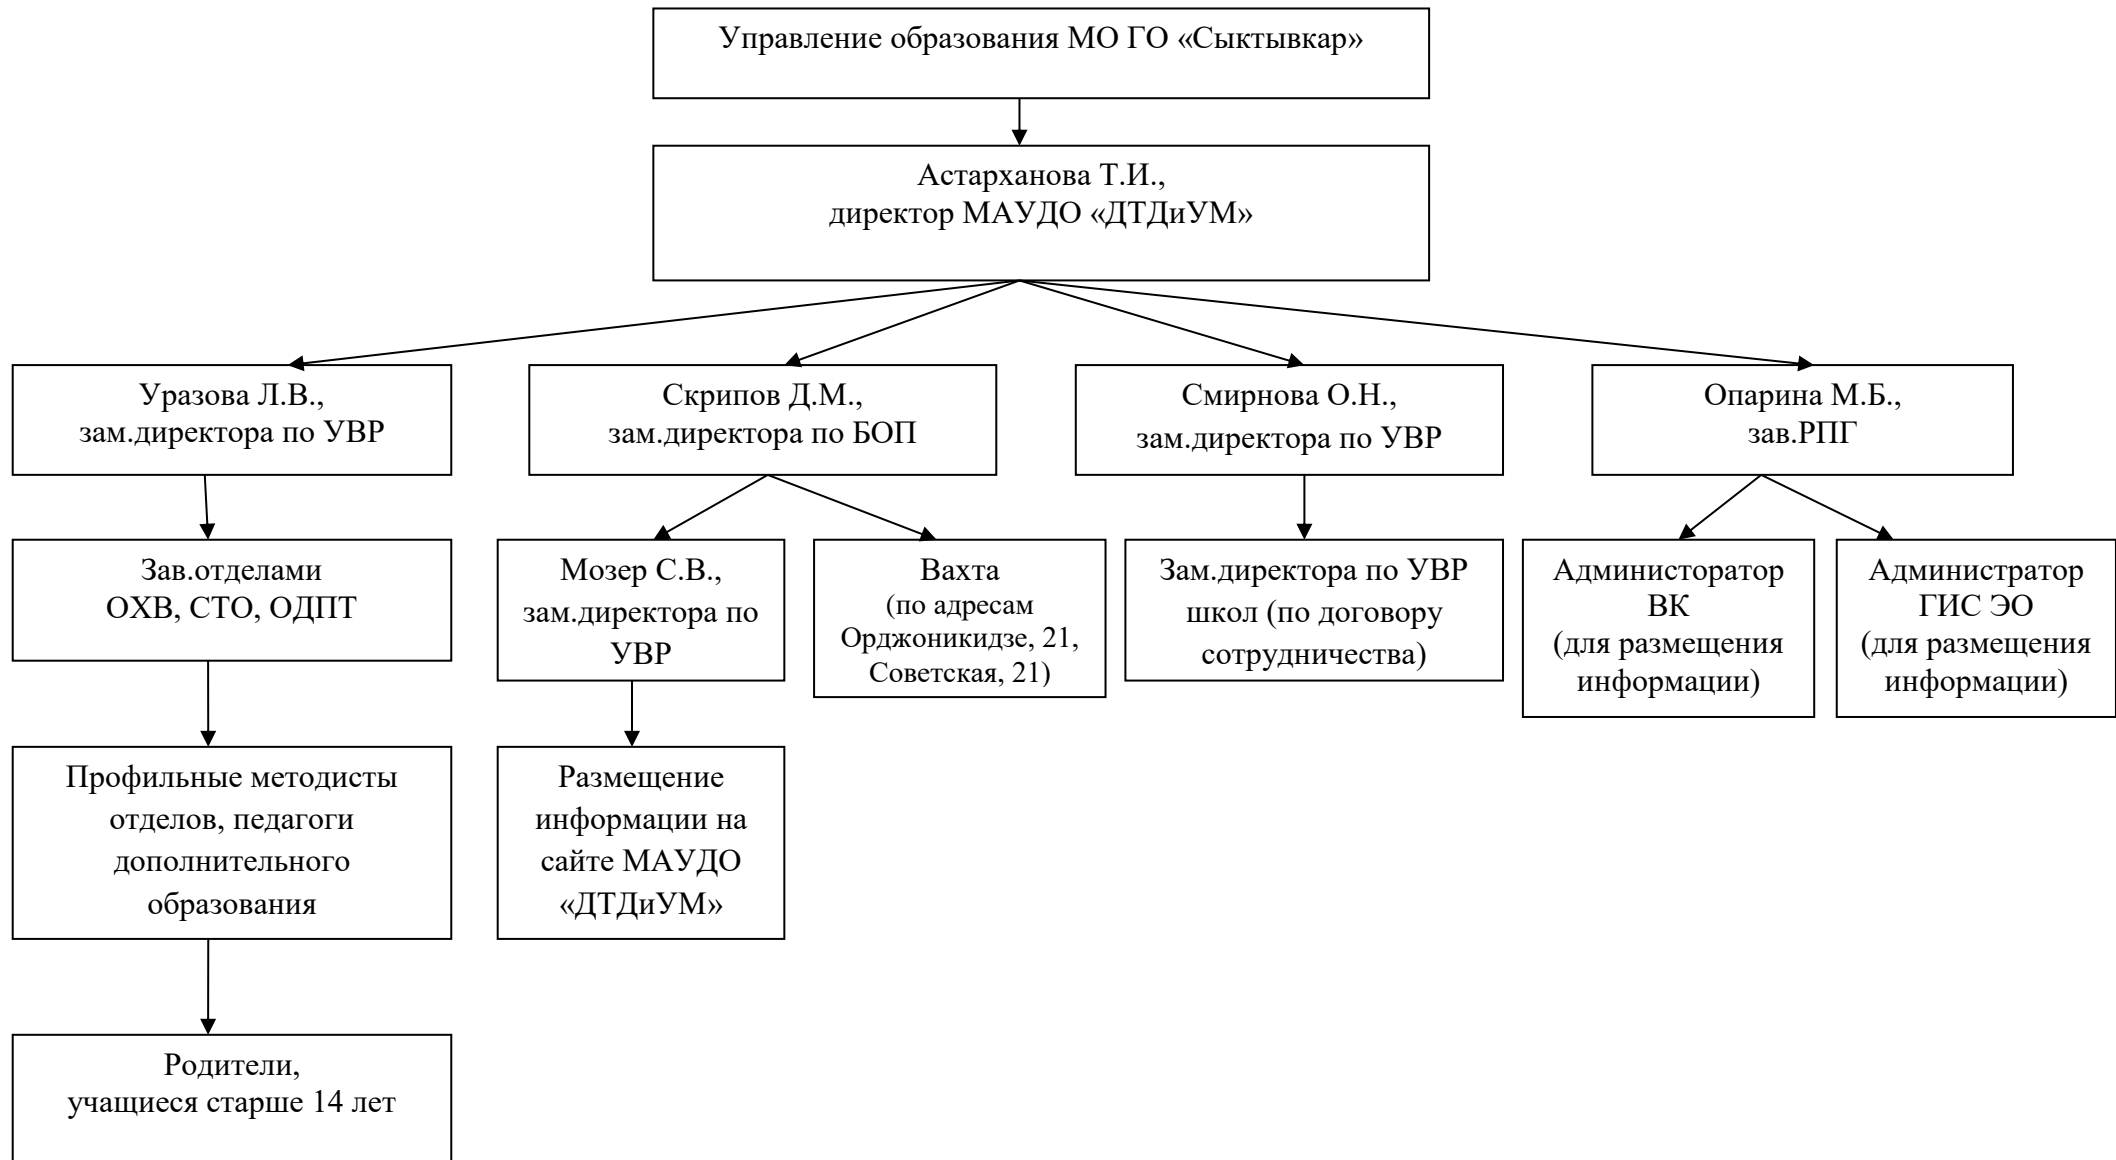 Управление образования МО ГО «Сыктывкар»
Астарханова Т.И.,
директор МАУДО «ДТДиУМ»
Уразова Л.В.,
зам.директора по УВР
Скрипов Д.М.,
зам.директора по БОП
Смирнова О.Н.,
зам.директора по УВР
Опарина М.Б.,
зав.РПГ
Зав.отделами
ОХВ, СТО, ОДПТ
Мозер С.В.,
зам.директора по
УВР
Вахта
(по адресам
Орджоникидзе, 21,
Советская, 21)
Зам.директора по УВР
школ (по договору
сотрудничества)
Администоратор
ВК
(для размещения
информации)
Администратор
ГИС ЭО
(для размещения
информации)
Профильные методисты
отделов, педагоги
дополнительного
образования
Размещение
информации на
сайте МАУДО
«ДТДиУМ»
Родители,
учащиеся старше 14 лет